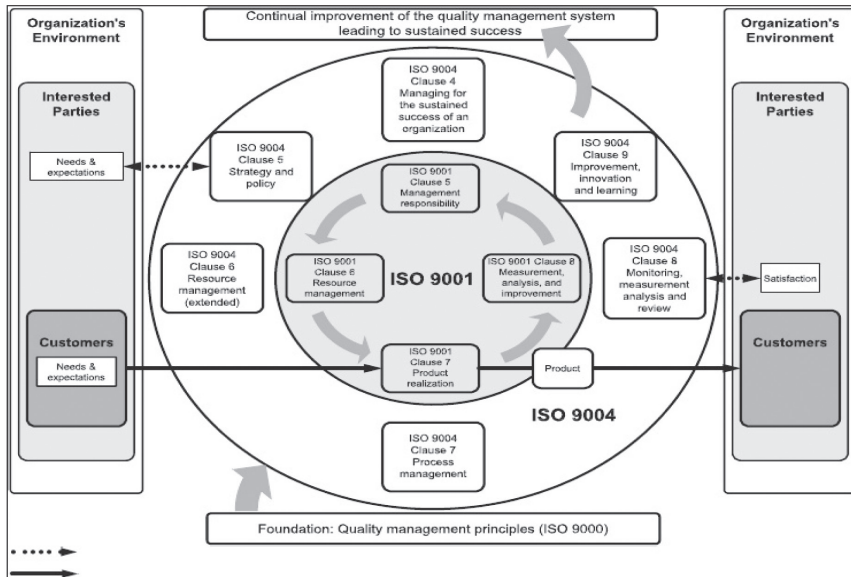 Organization's
Environment
Interested
Parties
Needs &
expectations
Customers
Needs &
expectations
Continual improvement of the quality management system
leading to sustained success
ISO 9004
Clause 4
Managing for
the sustained
success of an
organization
ISO 9004
Clause 5
Strategy and
policy
ISO 9004
Clause 9
Improvement,
innovation
and learning
ISO 9001
Clause 5
Management
responsibility
ISO 9004
Clause 6
Resource
management
(extended)
ISO 9001
Clause 6
Resource
management
ISO 9001
ISO 9001 Clause 8
Measurement,
analysis, and
improvement
ISO 9004
Clause 8
Monitoring,
measurement
analysis and
review
ISO 9001
Clause 7
Product
realization
Product
ISO 9004
ISO 9004
Clause 7
Process
management
Foundation: Quality management principles (ISO 9000)
Organization's
Environment
Interested
Parties
Satisfaction
Customers